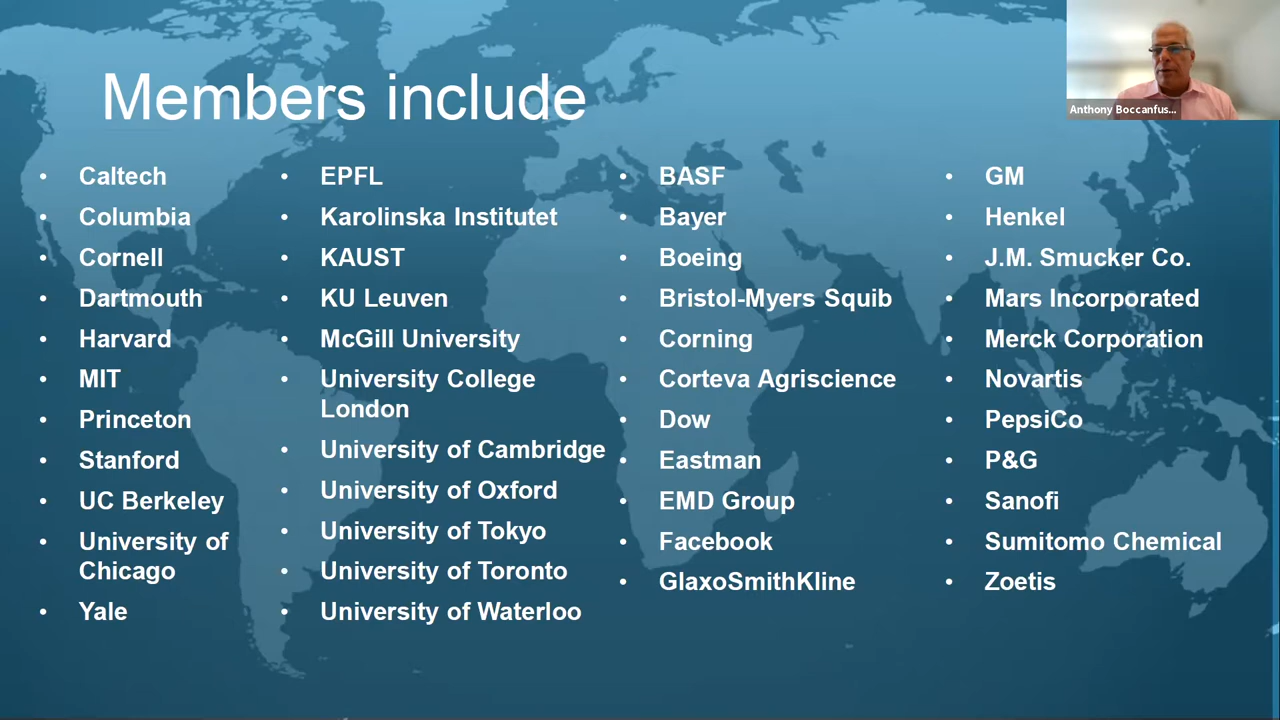 Members include
Caltech
Columbia
Cornell
Dartmouth
Harvard
MIT
Princeton
Stanford
UC Berkeley
University of
Chicago
Yale
EPFL
Karolinska Institutet
KAUST
KU Leuven
McGill University
University College
London
University of Cambridge
University of Oxford
University of Tokyo
University of Toronto
University of Waterloo
BASF
Bayer
Boeing
Bristol-Myers Squib
Corning
Corteva Agriscience
Dow
Eastman
EMD Group
Facebook
GlaxoSmithKline
GM
Henkel
J.M. Smucker Co.
Mars Incorporated
Merck Corporation
Novartis
PepsiCo
P&G
Sanofi
Sumitomo Chemical
Zoetis
Anthony Boccanfus...